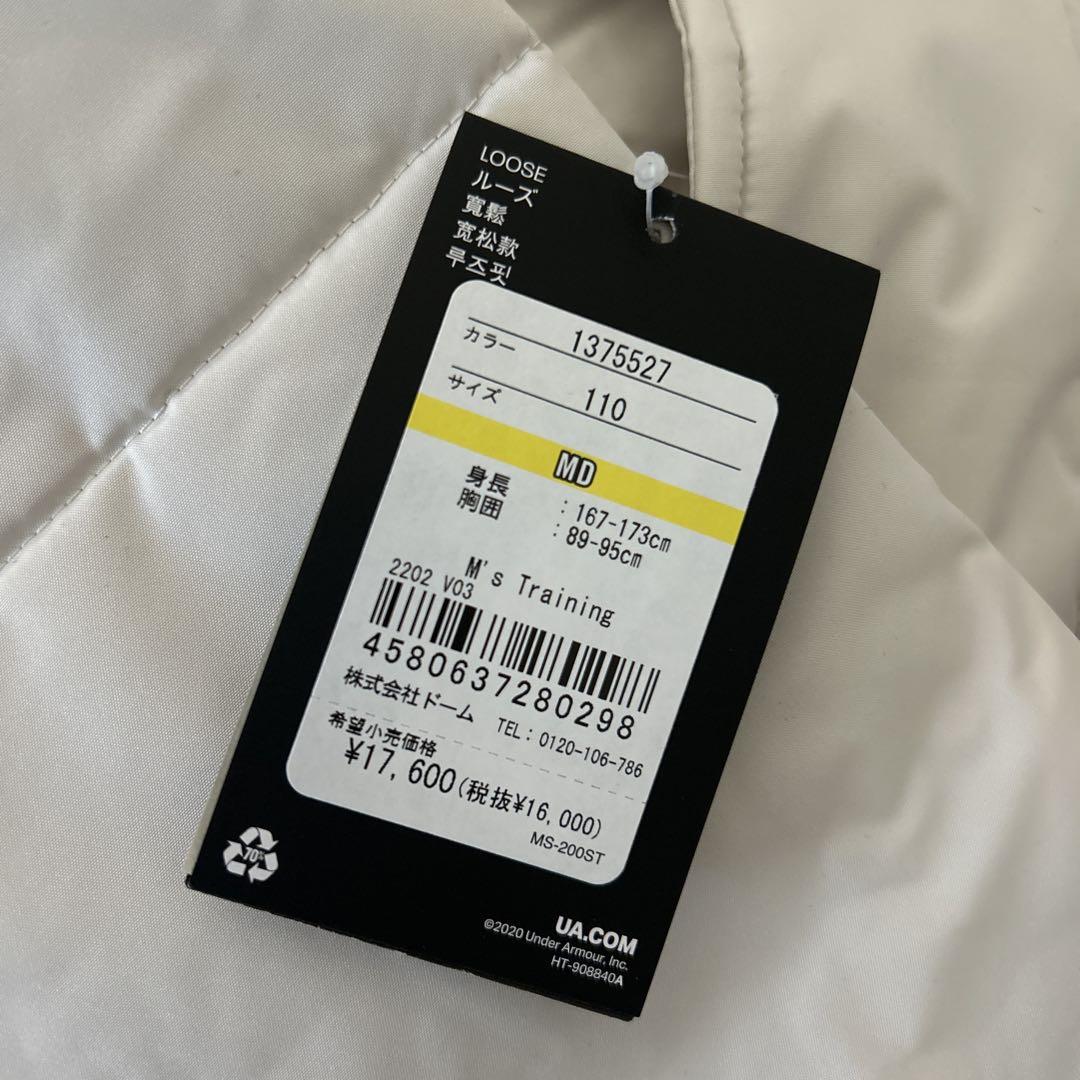 LOOSE
ルーズ
寬鬆
宽松款
루즈핏
1375527
カラー 110
サイズ
MD
身長 : 167-173cm
胸囲 : 89-95cm
M's Training
2202 V03
4580637280298
株式会社ドーム TEL : 0120-106-786
希望小売価格
¥17,600(税抜¥16,000)
MS-200ST
70%
UA.COM
©2020 Under Armour, Inc.
HT-908840A